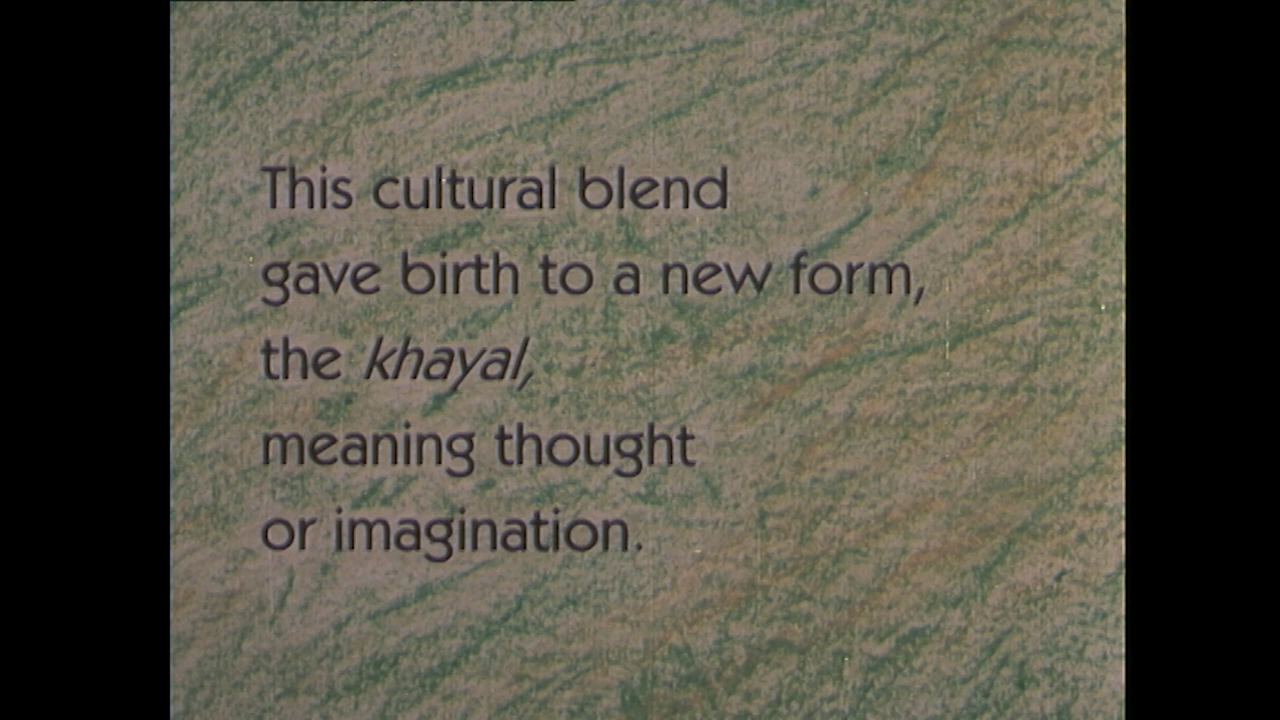 This cultural blend
gave birth to a new form,
the khayal,
meaning thought
or imagination.